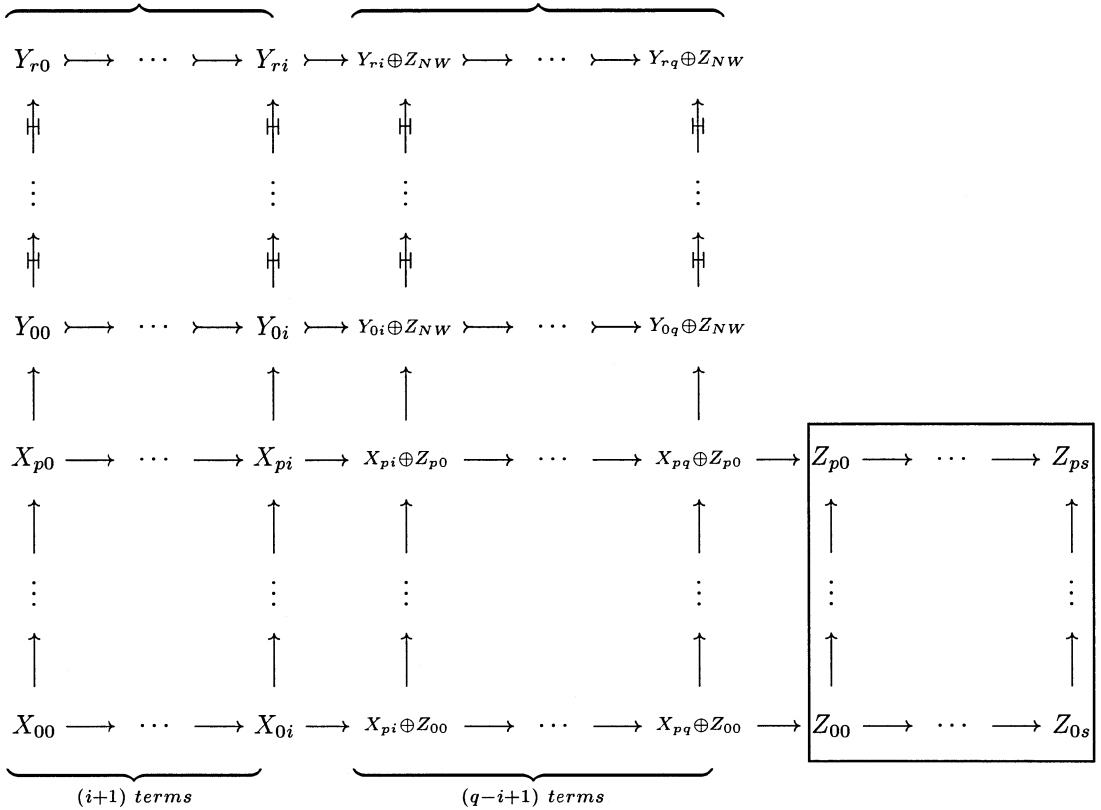 Y_{r0} ⟶ ⋯ ⟶ Y_{ri} ⟶ Y_{ri}⊕Z_{NW} ⟶ ⋯ ⟶ Y_{rq}⊕Z_{NW}
⋮ ⋮ ⋮ ⋮
Y_{00} ⟶ ⋯ ⟶ Y_{0i} ⟶ Y_{0i}⊕Z_{NW} ⟶ ⋯ ⟶ Y_{0q}⊕Z_{NW}
X_{p0} ⟶ ⋯ ⟶ X_{pi} ⟶ X_{pi}⊕Z_{p0} ⟶ ⋯ ⟶ X_{pq}⊕Z_{p0} ⟶ Z_{p0} ⟶ ⋯ ⟶ Z_{ps}
⋮ ⋮ ⋮ ⋮ ⋮ ⋮
X_{00} ⟶ ⋯ ⟶ X_{0i} ⟶ X_{pi}⊕Z_{00} ⟶ ⋯ ⟶ X_{pq}⊕Z_{00} ⟶ Z_{00} ⟶ ⋯ ⟶ Z_{0s}
(i+1) terms (q−i+1) terms